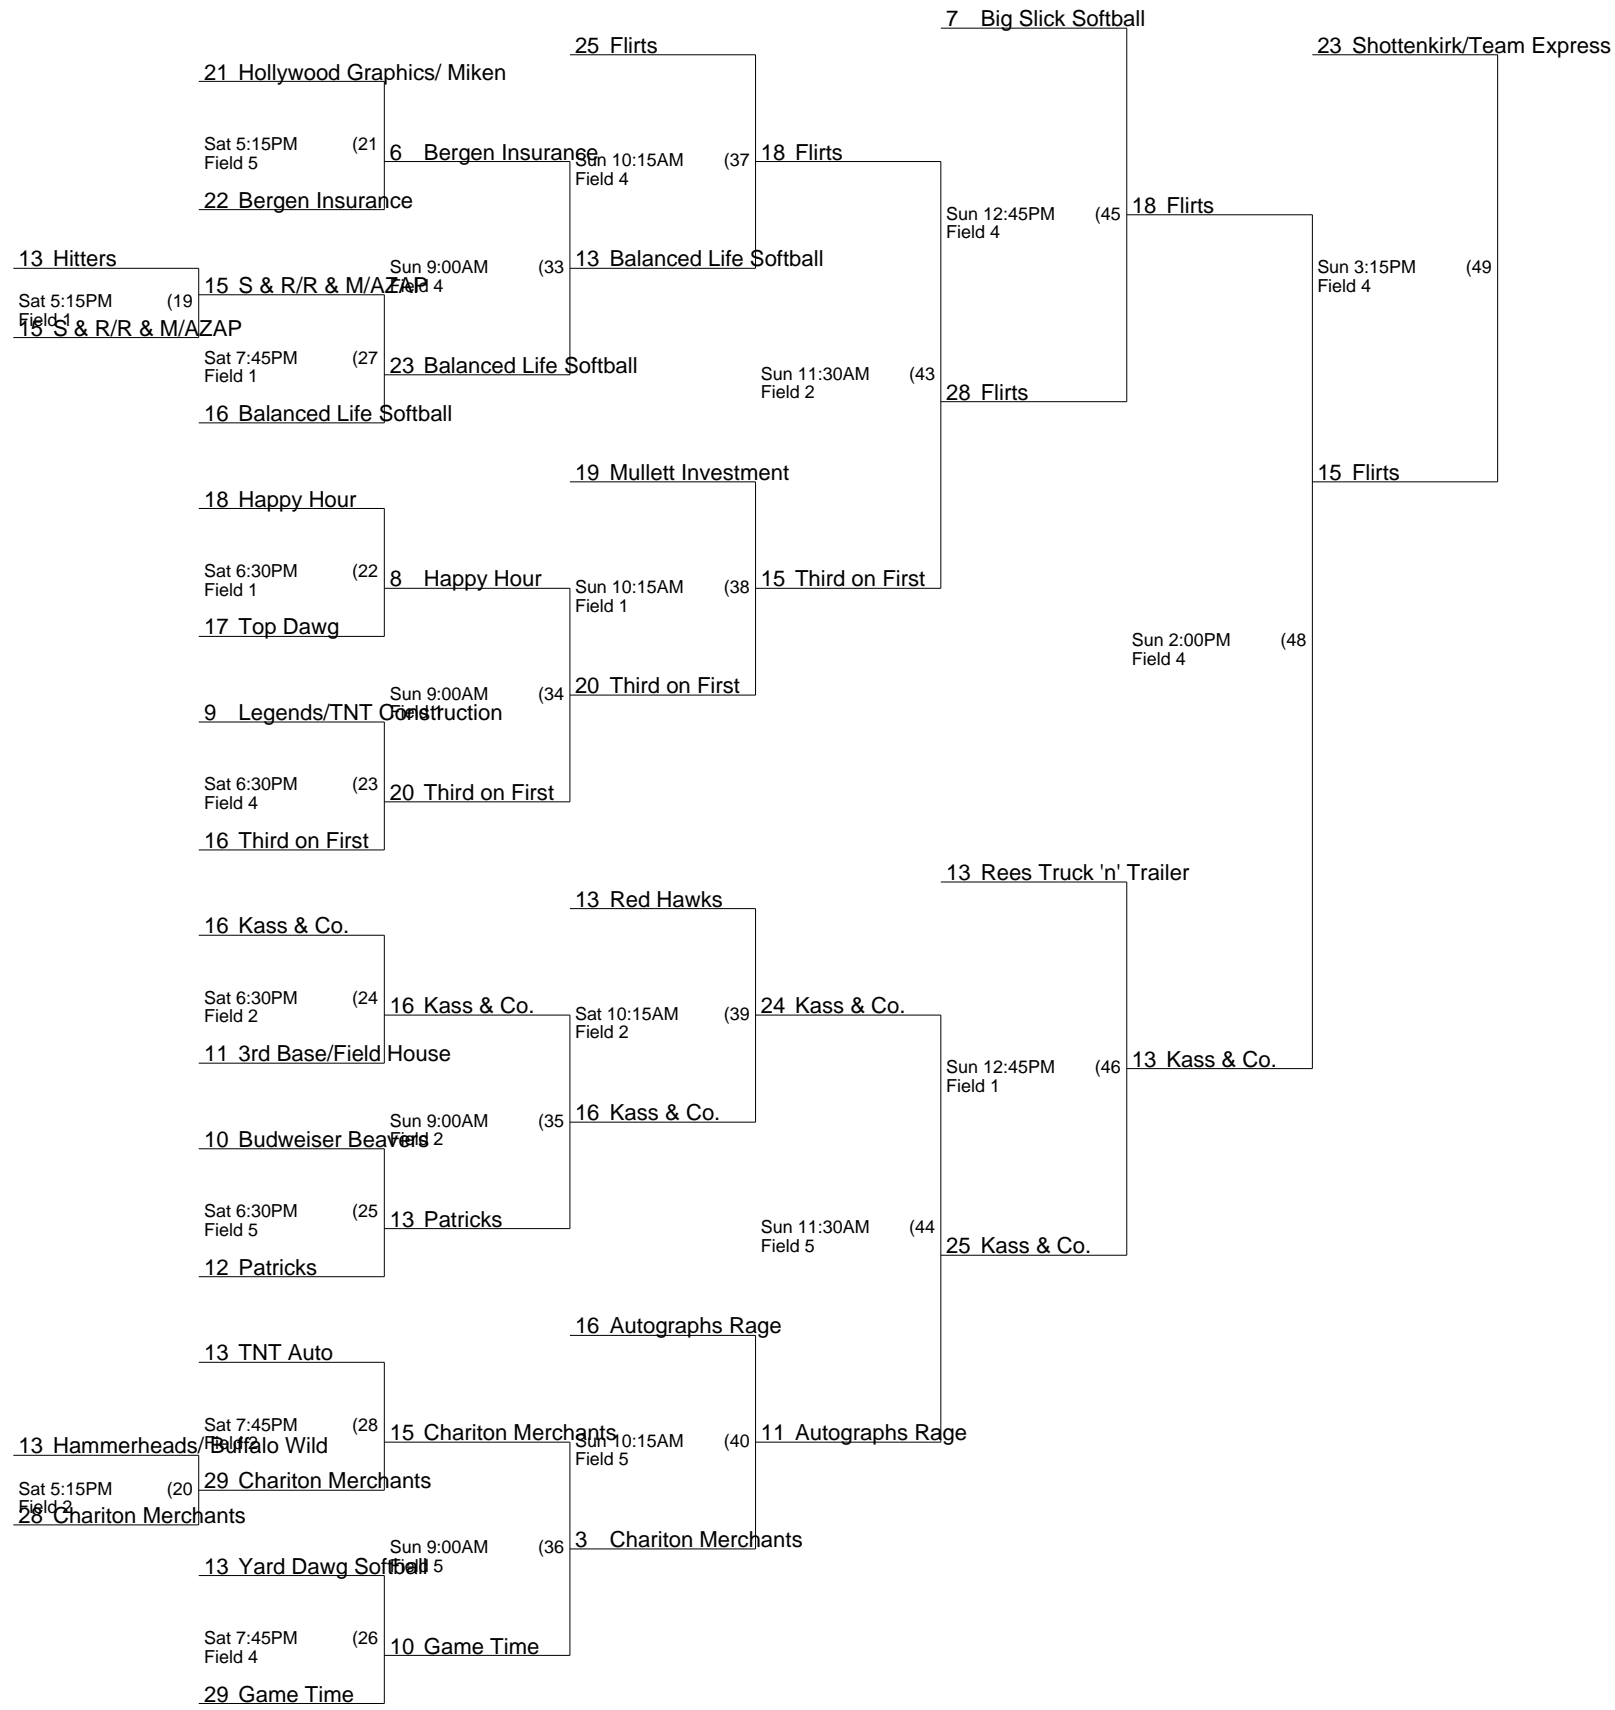 7 Big Slick Softball
25 Flirts
23 Shottenkirk/Team Express
21 Hollywood Graphics/ Miken
Sat 5:15PM (21
Field 5
6 Bergen Insurance
Sun 10:15AM (37
Field 4
18 Flirts
22 Bergen Insurance
Sun 12:45PM (45
Field 4
18 Flirts
13 Hitters
Sun 9:00AM (33
Field 4
13 Balanced Life Softball
Sun 3:15PM (49
Field 4
15 S & R/R & M/AZAP
Sat 5:15PM (19
Field 1
15 S & R/R & M/AZAP
Sat 7:45PM (27
Field 1
23 Balanced Life Softball
Sun 11:30AM (43
Field 2
28 Flirts
16 Balanced Life Softball
19 Mullett Investment
15 Flirts
18 Happy Hour
Sat 6:30PM (22
Field 1
8 Happy Hour
Sun 10:15AM (38
Field 1
15 Third on First
17 Top Dawg
Sun 2:00PM (48
Field 4
Sun 9:00AM (34
Field 1
20 Third on First
9 Legends/TNT Construction
Sat 6:30PM (23
Field 4
20 Third on First
16 Third on First
13 Rees Truck 'n' Trailer
13 Red Hawks
16 Kass & Co.
Sat 6:30PM (24
Field 2
16 Kass & Co.
Sat 10:15AM (39
Field 2
24 Kass & Co.
11 3rd Base/Field House
Sun 12:45PM (46
Field 1
13 Kass & Co.
Sun 9:00AM (35
Field 2
16 Kass & Co.
10 Budweiser Beavers
Sat 6:30PM (25
Field 5
13 Patricks
Sun 11:30AM (44
Field 5
25 Kass & Co.
12 Patricks
16 Autographs Rage
13 TNT Auto
Sat 7:45PM (28
Field 2
15 Chariton Merchants
Sun 10:15AM (40
Field 5
11 Autographs Rage
13 Hammerheads/ Buffalo Wild
Sat 5:15PM (20
Field 2
29 Chariton Merchants
28 Chariton Merchants
Sun 9:00AM (36
Field 5
3 Chariton Merchants
13 Yard Dawg Softball
Sat 7:45PM (26
Field 4
10 Game Time
29 Game Time